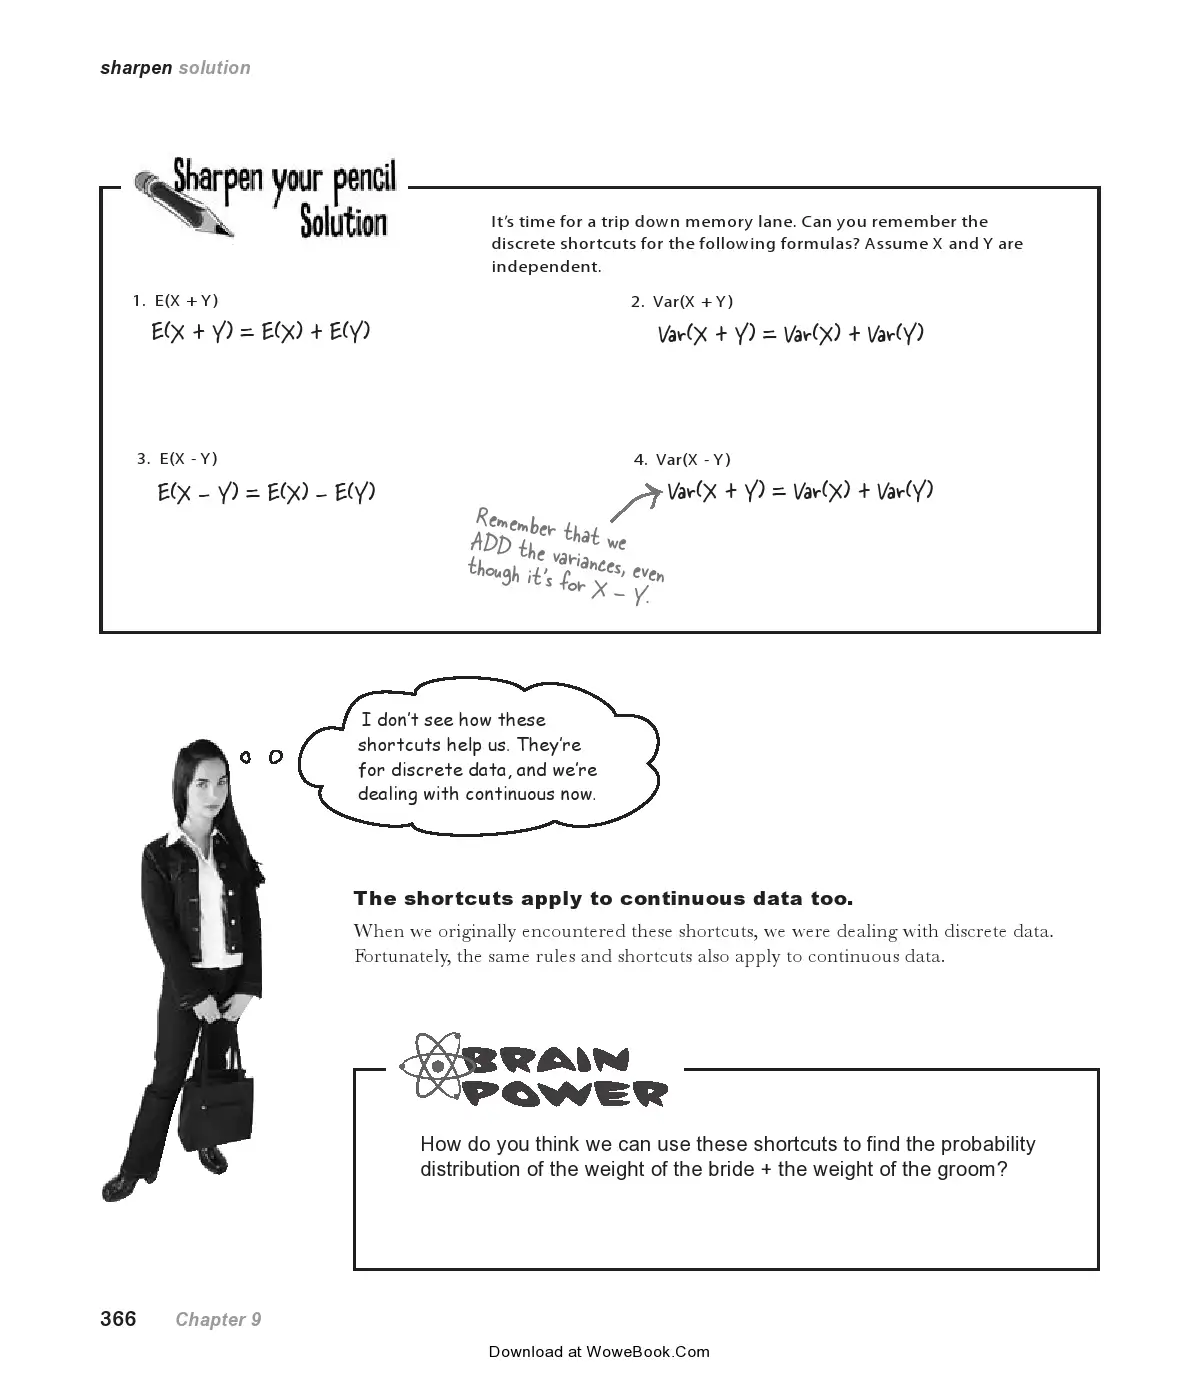 sharpen solution
Sharpen your pencil
Solution
It's time for a trip down memory lane. Can you remember the
discrete shortcuts for the following formulas? Assume X and Y are
independent.
1. E(X + Y)
E(X + Y) = E(X) + E(Y)
2. Var(X + Y)
Var(X + Y) = Var(X) + Var(Y)
3. E(X - Y)
E(X – Y) = E(X) – E(Y)
4. Var(X - Y)
Var(X + Y) = Var(X) + Var(Y)
Remember that we
ADD the variances, even
though it's for X – Y.
I don't see how these
shortcuts help us. They're
for discrete data, and we're
dealing with continuous now.
The shortcuts apply to continuous data too.
When we originally encountered these shortcuts, we were dealing with discrete data.
Fortunately, the same rules and shortcuts also apply to continuous data.
BRAIN
POWER
How do you think we can use these shortcuts to find the probability
distribution of the weight of the bride + the weight of the groom?
366 Chapter 9
Download at WoweBook.Com